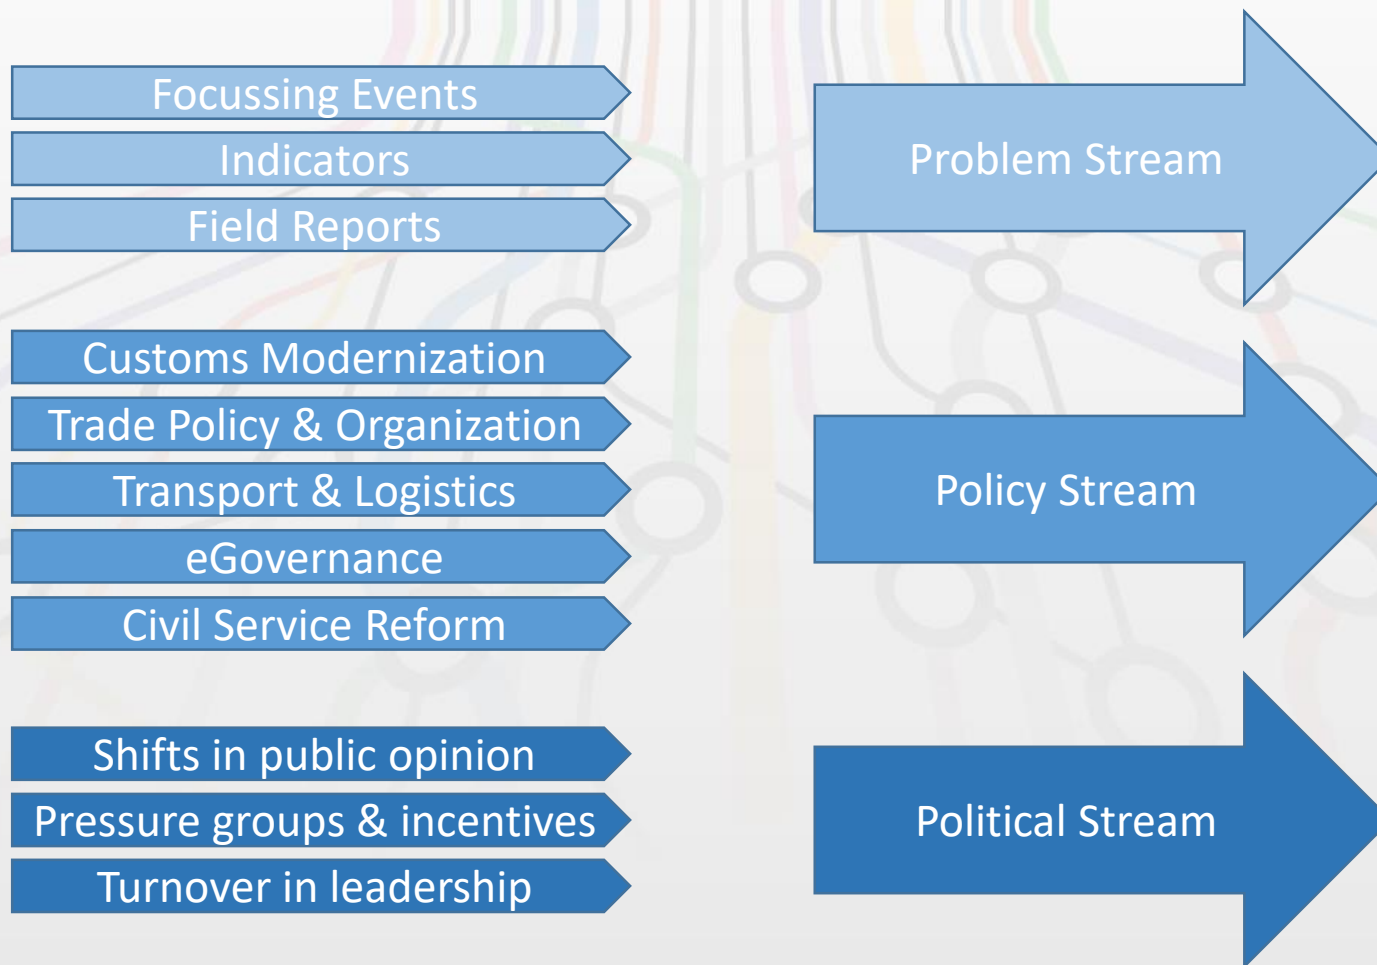 Focussing Events
Indicators
Field Reports
Problem Stream
Customs Modernization
Trade Policy & Organization
Transport & Logistics
eGovernance
Civil Service Reform
Policy Stream
Shifts in public opinion
Pressure groups & incentives
Turnover in leadership
Political Stream